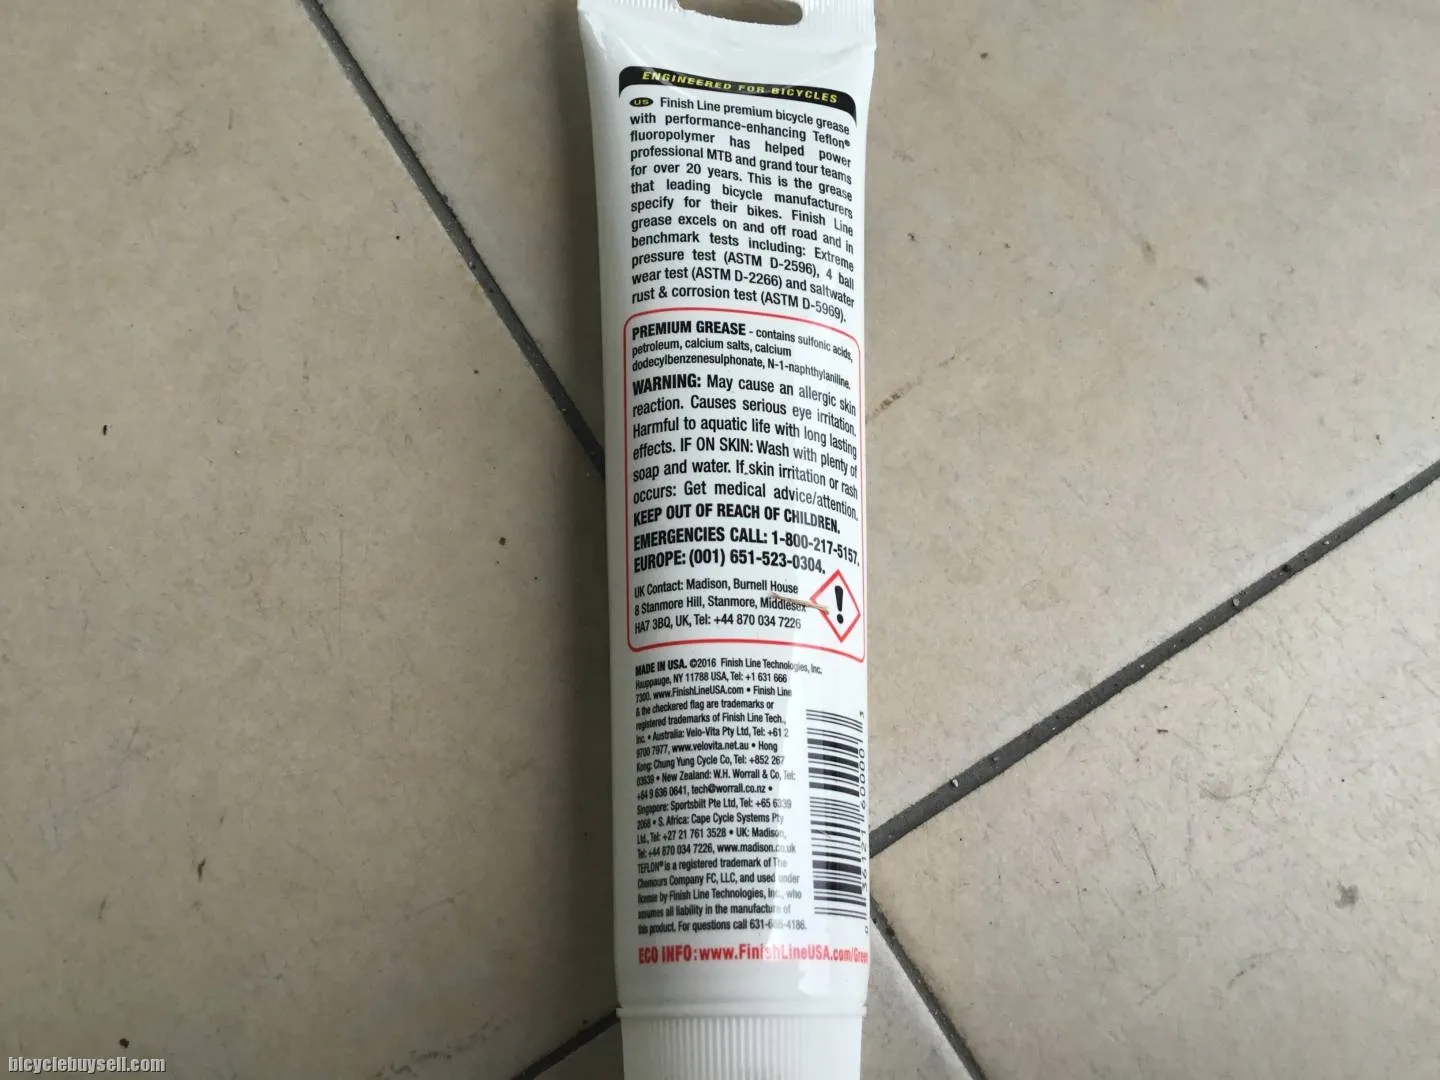 ENGINEERED FOR BICYCLES
US Finish Line premium bicycle grease
with performance-enhancing Teflon®
fluoropolymer has helped power
professional MTB and grand tour teams
for over 20 years. This is the grease
that leading bicycle manufacturers
specify for their bikes. Finish Line
grease excels on and off road and in
benchmark tests including: Extreme
pressure test (ASTM D-2596), 4 ball
wear test (ASTM D-2266) and saltwater
rust & corrosion test (ASTM D-5969).
PREMIUM GREASE - contains sulfonic acids,
petroleum, calcium salts, calcium
dodecylbenzenesulphonate, N-1-naphthylaniline.
WARNING: May cause an allergic skin
reaction. Causes serious eye irritation.
Harmful to aquatic life with long lasting
effects. IF ON SKIN: Wash with plenty of
soap and water. If skin irritation or rash
occurs: Get medical advice/attention.
KEEP OUT OF REACH OF CHILDREN.
EMERGENCIES CALL: 1-800-217-5157.
EUROPE: (001) 651-523-0304.
UK Contact: Madison, Burnell House
8 Stanmore Hill, Stanmore, Middlesex
HA7 3BQ, UK, Tel: +44 870 034 7226
MADE IN USA. ©2016 Finish Line Technologies, Inc.
Hauppauge, NY 11788 USA, Tel: +1 631 666
7300. www.FinishLineUSA.com • Finish Line
& the checkered flag are trademarks or
registered trademarks of Finish Line Tech.,
Inc. • Australia: Velo-Vita Pty Ltd, Tel: +61 2
9700 7977, www.velovita.net.au • Hong
Kong: Chung Yung Cycle Co, Tel: +852 267
03639 • New Zealand: W.H. Worrall & Co, Tel:
+64 9 636 0641, tech@worrall.co.nz •
Singapore: Sportsbilt Pte Ltd, Tel: +65 6339
2068 • S. Africa: Cape Cycle Systems Pty
Ltd., Tel: +27 21 761 3528 • UK: Madison,
Tel: +44 870 034 7226, www.madison.co.uk
TEFLON® is a registered trademark of The
Chemours Company FC, LLC, and used under
license by Finish Line Technologies, Inc., who
assumes all liability in the manufacture of
this product. For questions call 631-666-4186.
0 36121 60000 3
ECO INFO: www.FinishLineUSA.com/Green
bicyclebuysell.com